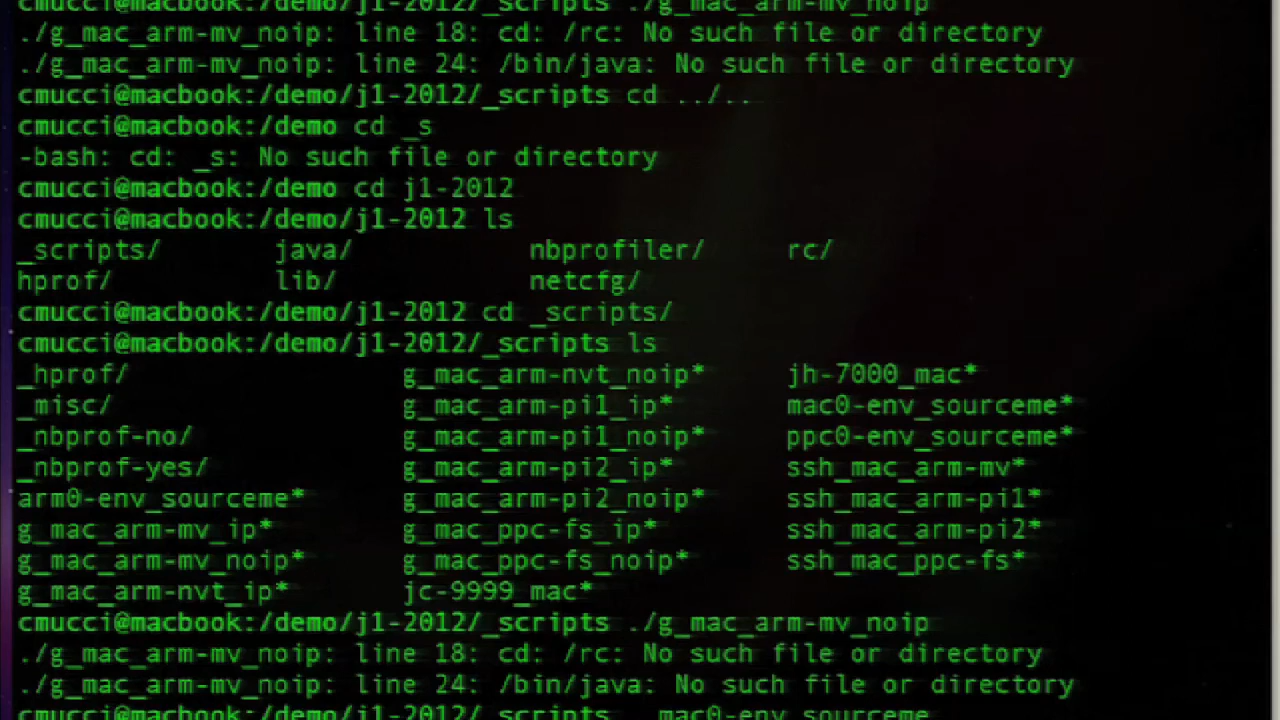 cmucci@macbook:/demo/j1-2012/_scripts ./g_mac_arm-mv_noip
./g_mac_arm-mv_noip: line 18: cd: /rc: No such file or directory
./g_mac_arm-mv_noip: line 24: /bin/java: No such file or directory
cmucci@macbook:/demo/j1-2012/_scripts cd ../..
cmucci@macbook:/demo cd _s
-bash: cd: _s: No such file or directory
cmucci@macbook:/demo cd j1-2012
cmucci@macbook:/demo/j1-2012 ls
_scripts/ java/ nbprofiler/ rc/
hprof/ lib/ netcfg/
cmucci@macbook:/demo/j1-2012 cd _scripts/
cmucci@macbook:/demo/j1-2012/_scripts ls
_hprof/ g_mac_arm-nvt_noip* jh-7000_mac*
_misc/ g_mac_arm-pi1_ip* mac0-env_sourceme*
_nbprof-no/ g_mac_arm-pi1_noip* ppc0-env_sourceme*
_nbprof-yes/ g_mac_arm-pi2_ip* ssh_mac_arm-mv*
arm0-env_sourceme* g_mac_arm-pi2_noip* ssh_mac_arm-pi1*
g_mac_arm-mv_ip* g_mac_ppc-fs_ip* ssh_mac_arm-pi2*
g_mac_arm-mv_noip* g_mac_ppc-fs_noip* ssh_mac_ppc-fs*
g_mac_arm-nvt_ip* jc-9999_mac*
cmucci@macbook:/demo/j1-2012/_scripts ./g_mac_arm-mv_noip
./g_mac_arm-mv_noip: line 18: cd: /rc: No such file or directory
./g_mac_arm-mv_noip: line 24: /bin/java: No such file or directory
cmucci@macbook:/demo/j1-2012/_scripts . mac0-env_sourceme